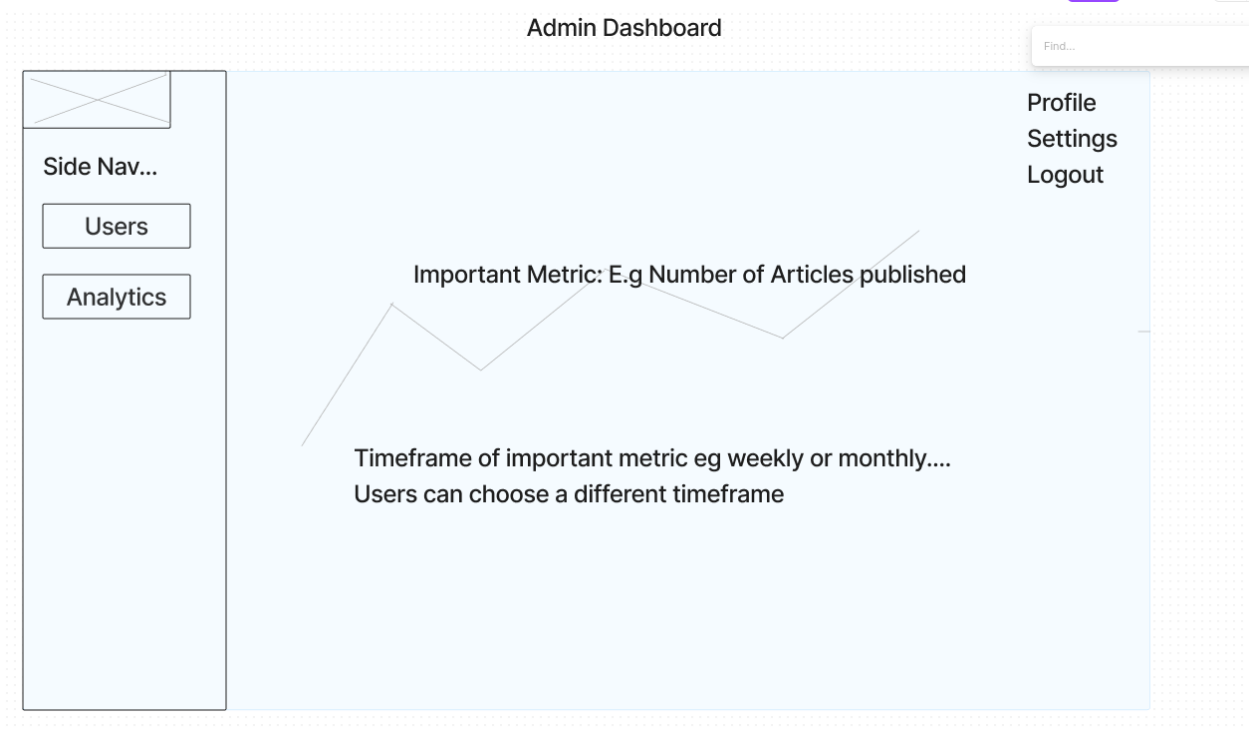 Admin Dashboard
Find...
Profile
Settings
Logout
Side Nav...
Users
Analytics
Important Metric: E.g Number of Articles published
Timeframe of important metric eg weekly or monthly....
Users can choose a different timeframe